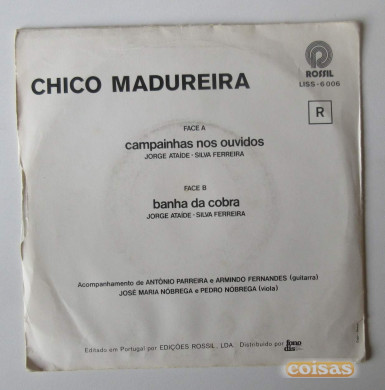 ROSSIL
LISS-6006
CHICO MADUREIRA
R
FACE A
campainhas nos ouvidos
JORGE ATAÍDE - SILVA FERREIRA
FACE B
banha da cobra
JORGE ATAÍDE - SILVA FERREIRA
Acompanhamento de ANTÓNIO PARREIRA e ARMINDO FERNANDES (guitarra)
JOSÉ MARIA NÓBREGA e PEDRO NÓBREGA (viola)
Editado em Portugal por EDIÇÕES ROSSIL, LDA. Distribuído por
coisas